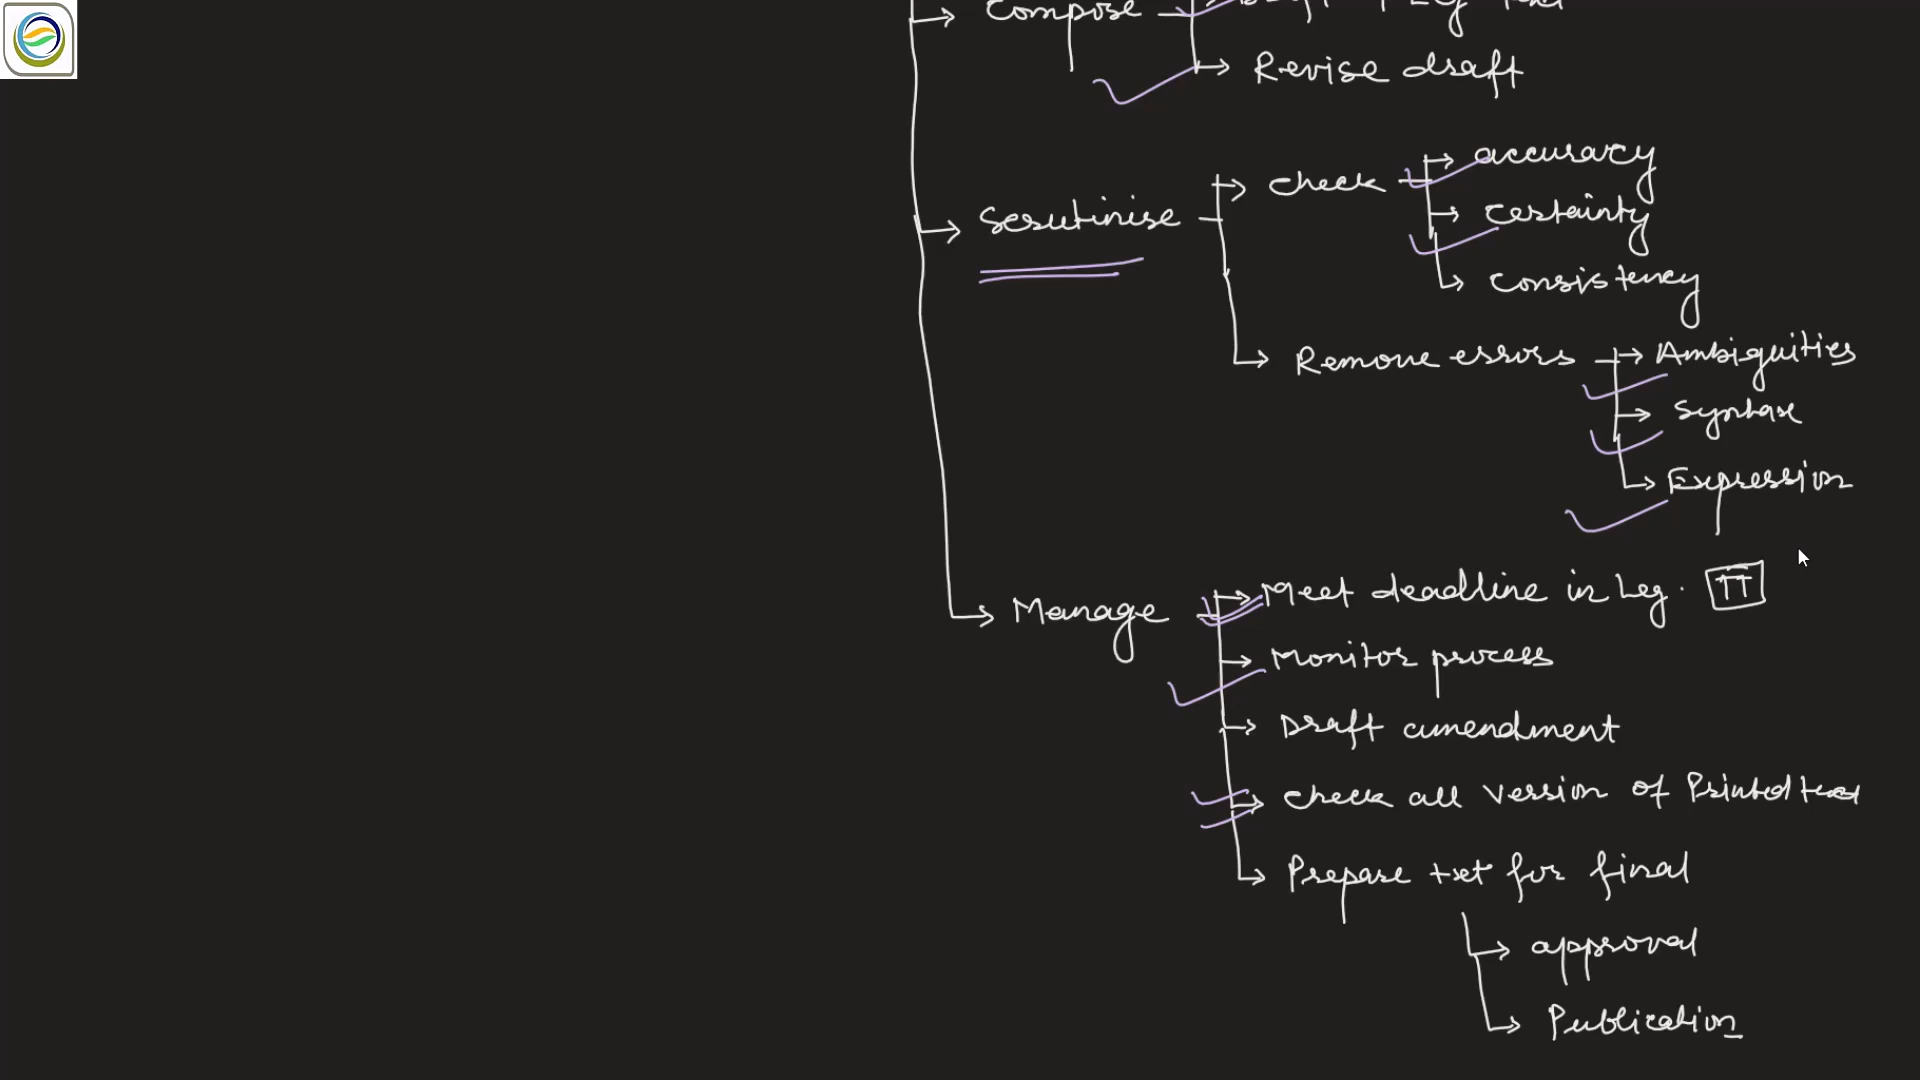 Compose
Revise draft
Scrutinise
Check
accuracy
certainty
Consistency
Remove errors
Ambiguities
Syntax
Expression
Manage
Meet deadline in Leg. TT
Monitor process
Draft amendment
Check all version of Printed text
Prepare text for final
approval
Publication